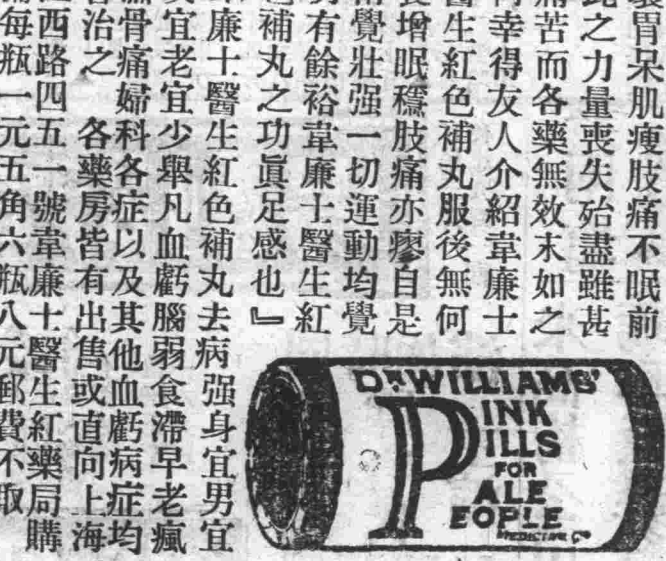 胃呆肌瘦肢痛不眠前
之力量喪失殆盡雖甚
痛苦而各藥無效末如之
幸得友人介紹韋廉士
醫生紅色補丸服後無何
增眠穩肢痛亦瘳自是
覺壯强一切運動均覺
有餘裕韋廉士醫生紅
色補丸之功眞足感也』
廉士醫生紅色補丸去病强身宜男宜
宜老宜少舉凡血虧腦弱食滯早老瘋
骨痛婦科各症以及其他血虧病症均
治之 各藥房皆有出售或直向上海
西路四五一號韋廉士醫生紅藥局購
每瓶一元五角六瓶八元郵費不取
DR WILLIAMS'
PINK
PILLS
FOR
PALE
PEOPLE
MEDICINE CO